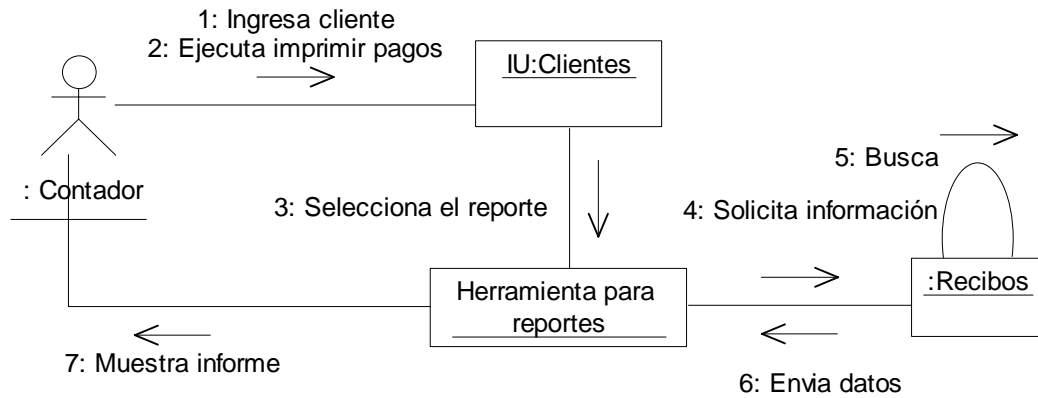 1: Ingresa cliente
2: Ejecuta imprimir pagos
IU:Clientes
: Contador
3: Selecciona el reporte
5: Busca
4: Solicita información
:Recibos
Herramienta para
reportes
7: Muestra informe
6: Envia datos